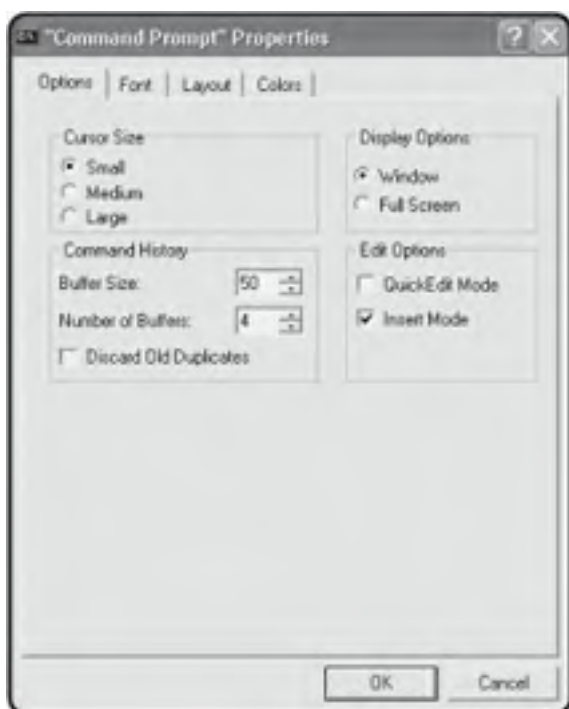 "Command Prompt" Properties
Options
Font
Layout
Colors
Cursor Size
Small
Medium
Large
Display Options
Window
Full Screen
Command History
Buffer Size: 50
Number of Buffers: 4
Discard Old Duplicates
Edit Options
QuickEdit Mode
Insert Mode
OK
Cancel